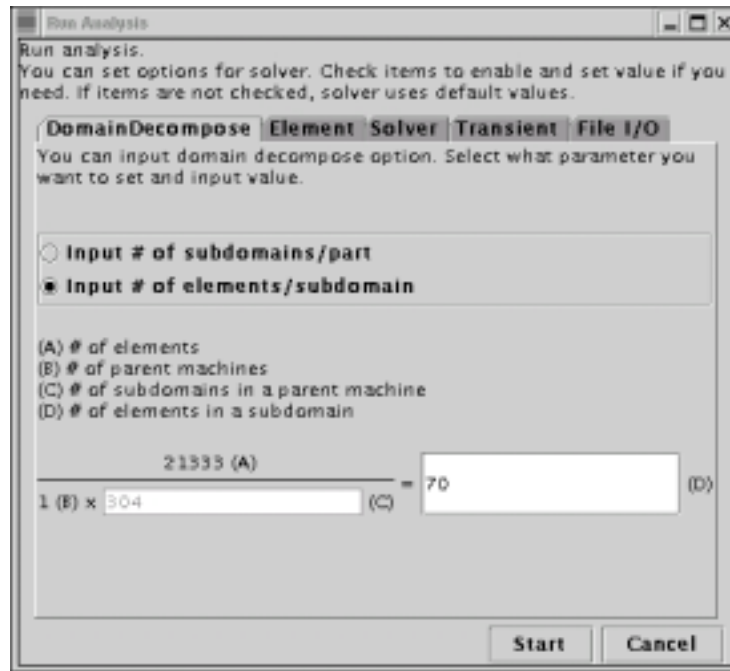 Run Analysis
Run analysis.
You can set options for solver. Check items to enable and set value if you
need. If items are not checked, solver uses default values.
DomainDecompose Element Solver Transient File I/O
You can input domain decompose option. Select what parameter you
want to set and input value.
Input # of subdomains/part
Input # of elements/subdomain
(A) # of elements
(B) # of parent machines
(C) # of subdomains in a parent machine
(D) # of elements in a subdomain
21333 (A)
1 (B) x 304 (C) = 70 (D)
Start Cancel